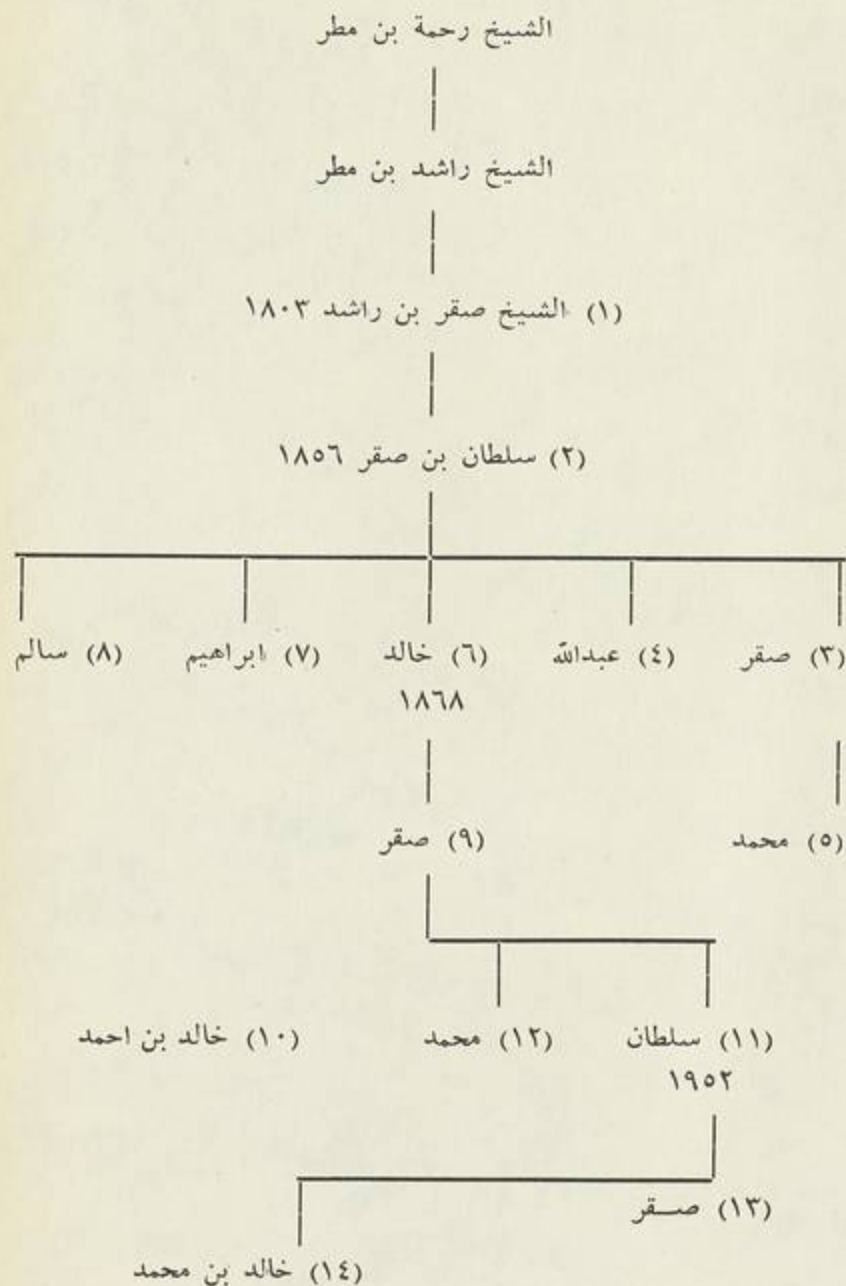 الشيخ رحمة بن مطر
الشيخ راشد بن مطر
(١) الشيخ صقر بن راشد ١٨٠٣
(٢) سلطان بن صقر ١٨٥٦
(٣) صقر (٤) عبدالله (٦) خالد (٧) ابراهيم (٨) سالم
١٨٦٨
(٥) محمد (٩) صقر
(١١) سلطان (١٢) محمد (١٠) خالد بن احمد
١٩٥٢
(١٣) صقر
(١٤) خالد بن محمد